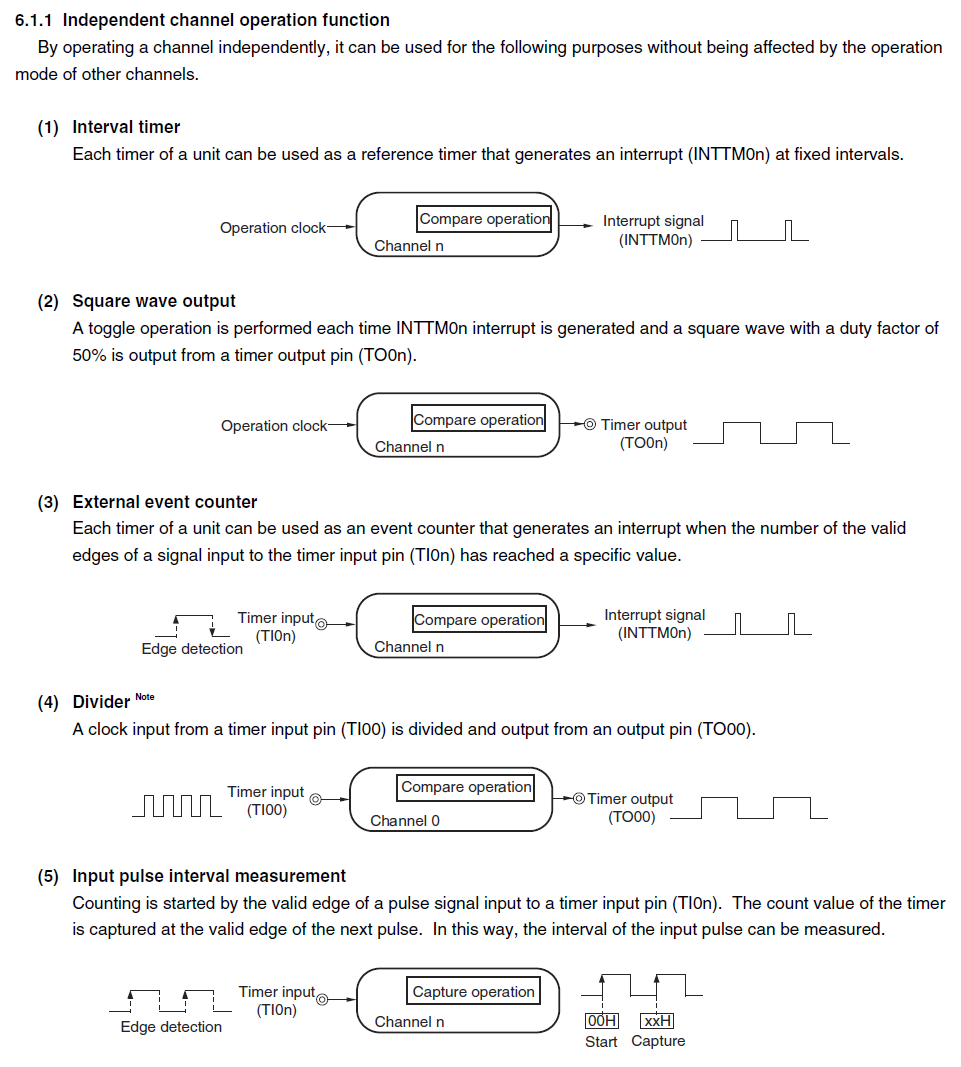 6.1.1 Independent channel operation function
By operating a channel independently, it can be used for the following purposes without being affected by the operation
mode of other channels.
(1) Interval timer
Each timer of a unit can be used as a reference timer that generates an interrupt (INTTM0n) at fixed intervals.
Operation clock
Compare operation
Channel n
Interrupt signal
(INTTM0n)
(2) Square wave output
A toggle operation is performed each time INTTM0n interrupt is generated and a square wave with a duty factor of
50% is output from a timer output pin (TO0n).
Operation clock
Compare operation
Channel n
Timer output
(TO0n)
(3) External event counter
Each timer of a unit can be used as an event counter that generates an interrupt when the number of the valid
edges of a signal input to the timer input pin (TI0n) has reached a specific value.
Edge detection
Timer input
(TI0n)
Compare operation
Channel n
Interrupt signal
(INTTM0n)
(4) Divider Note
A clock input from a timer input pin (TI00) is divided and output from an output pin (TO00).
Timer input
(TI00)
Compare operation
Channel 0
Timer output
(TO00)
(5) Input pulse interval measurement
Counting is started by the valid edge of a pulse signal input to a timer input pin (TI0n). The count value of the timer
is captured at the valid edge of the next pulse. In this way, the interval of the input pulse can be measured.
Edge detection
Timer input
(TI0n)
Capture operation
Channel n
00H xxH
Start Capture